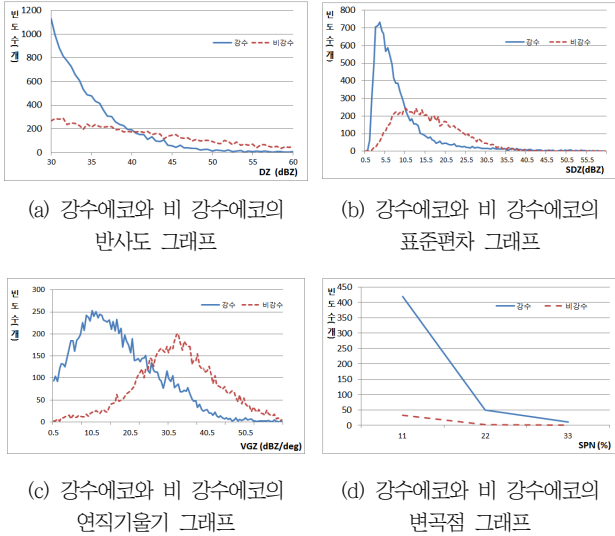 빈도수(개)
1200
1000
800
600
400
200
0
강수 비강수
30 35 40 45 50 55 60
DZ (dBZ)
(a) 강수에코와 비 강수에코의
반사도 그래프
빈도수(개)
800
700
600
500
400
300
200
100
0
강수 비강수
0.5 5.5 10.5 15.5 20.5 25.5 30.5 35.5 40.5 45.5 50.5 55.5
SDZ(dBZ)
(b) 강수에코와 비 강수에코의
표준편차 그래프
빈도수(개)
300
250
200
150
100
50
0
강수 비강수
0.5 10.5 20.5 30.5 40.5 50.5
VGZ (dBZ/deg)
(c) 강수에코와 비 강수에코의
연직기울기 그래프
빈도수(개)
450
400
350
300
250
200
150
100
50
0
강수 비강수
11 22 33
SPN (%)
(d) 강수에코와 비 강수에코의
변곡점 그래프